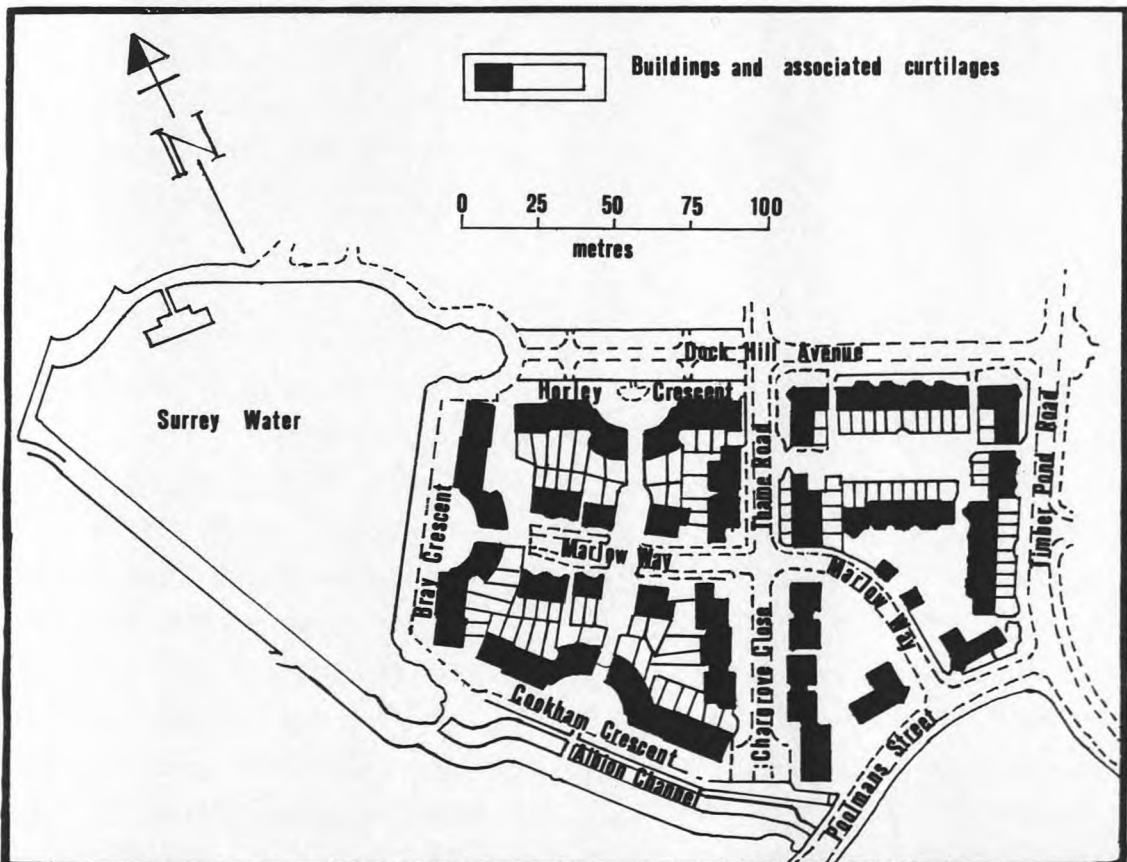 Buildings and associated curtilages
N
0 25 50 75 100
metres
Dock Hill Avenue
Horley Crescent
Surrey Water
Thame Road
Timber Pond Road
Bray Crescent
Marlow Way
Marlow Way
Chargrove Close
Cookham Crescent
Albion Channel
Poolmans Street